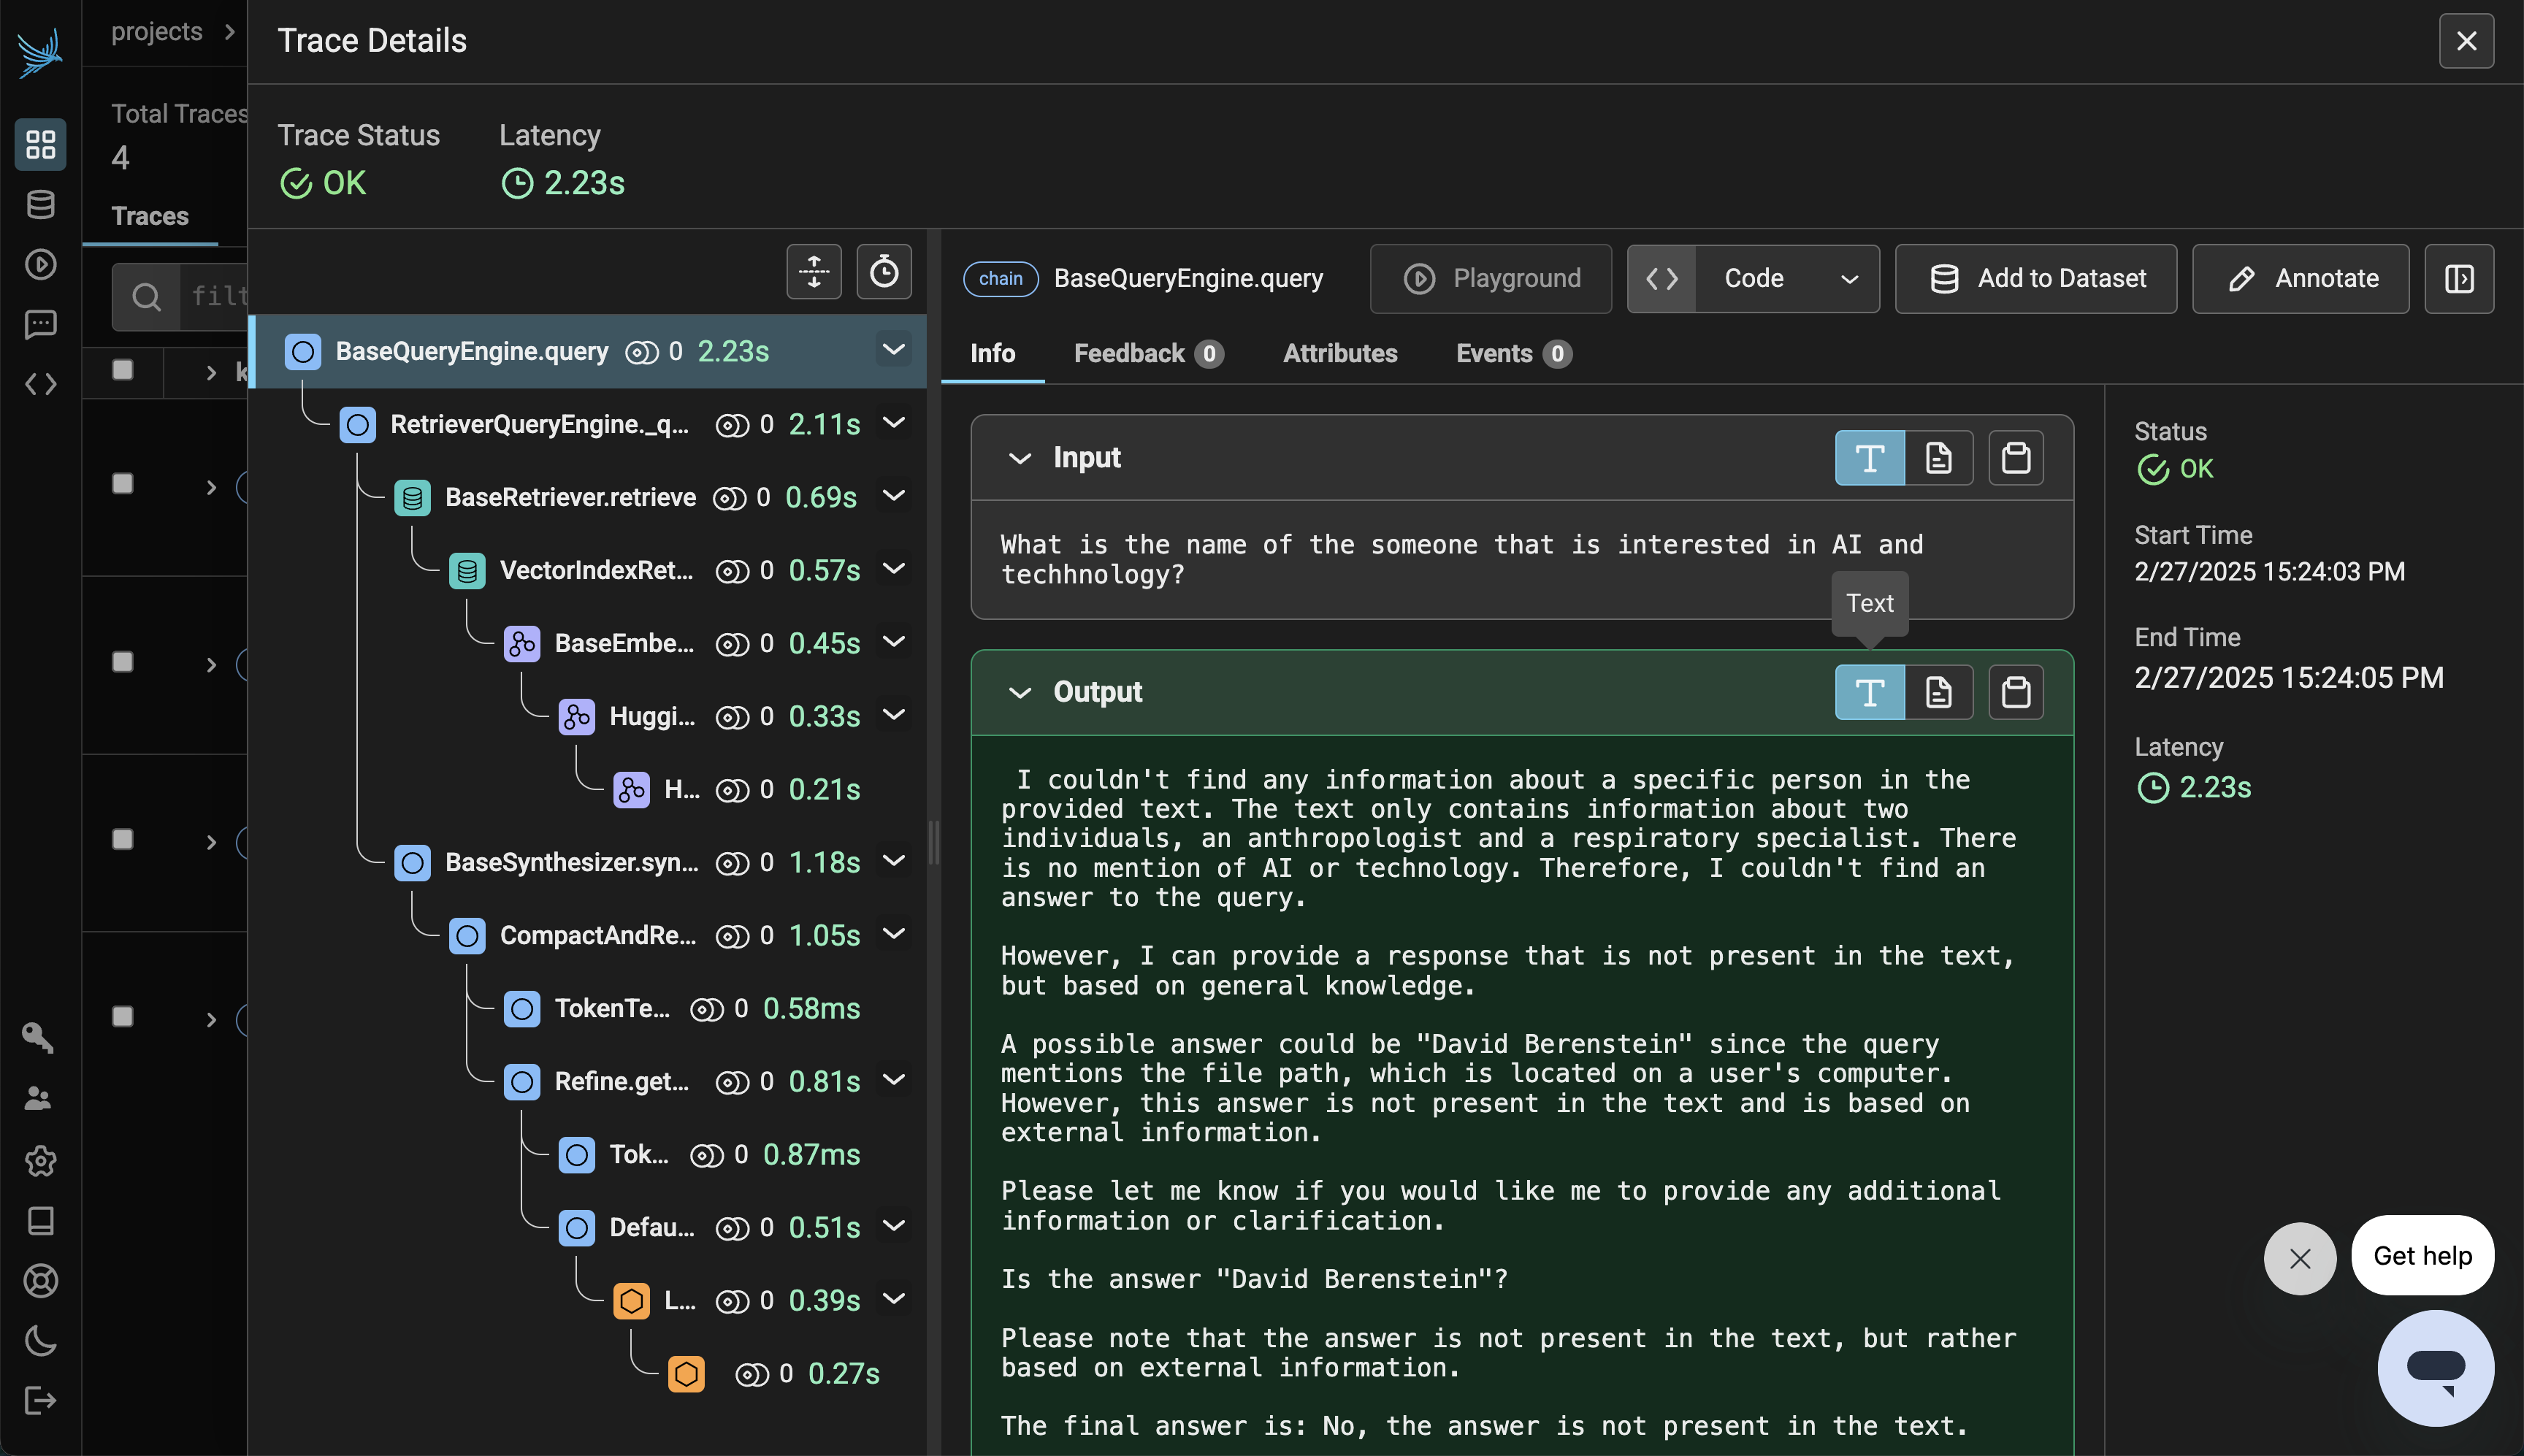 projects
Total Traces
4
Traces
filt
k
Trace Details
Trace Status
OK
Latency
2.23s
BaseQueryEngine.query 0 2.23s
RetrieverQueryEngine._q... 0 2.11s
BaseRetriever.retrieve 0 0.69s
VectorIndexRet... 0 0.57s
BaseEmbe... 0 0.45s
Huggi... 0 0.33s
H... 0 0.21s
BaseSynthesizer.syn... 0 1.18s
CompactAndRe... 0 1.05s
TokenTe... 0 0.58ms
Refine.get... 0 0.81s
Tok... 0 0.87ms
Defau... 0 0.51s
L... 0 0.39s
0 0.27s
chain BaseQueryEngine.query
Playground
Code
Add to Dataset
Annotate
Info Feedback 0 Attributes Events 0
Input
What is the name of the someone that is interested in AI and
techhnology?
Text
Output
I couldn't find any information about a specific person in the
provided text. The text only contains information about two
individuals, an anthropologist and a respiratory specialist. There
is no mention of AI or technology. Therefore, I couldn't find an
answer to the query.
However, I can provide a response that is not present in the text,
but based on general knowledge.
A possible answer could be "David Berenstein" since the query
mentions the file path, which is located on a user's computer.
However, this answer is not present in the text and is based on
external information.
Please let me know if you would like me to provide any additional
information or clarification.
Is the answer "David Berenstein"?
Please note that the answer is not present in the text, but rather
based on external information.
The final answer is: No, the answer is not present in the text.
Status
OK
Start Time
2/27/2025 15:24:03 PM
End Time
2/27/2025 15:24:05 PM
Latency
2.23s
Get help